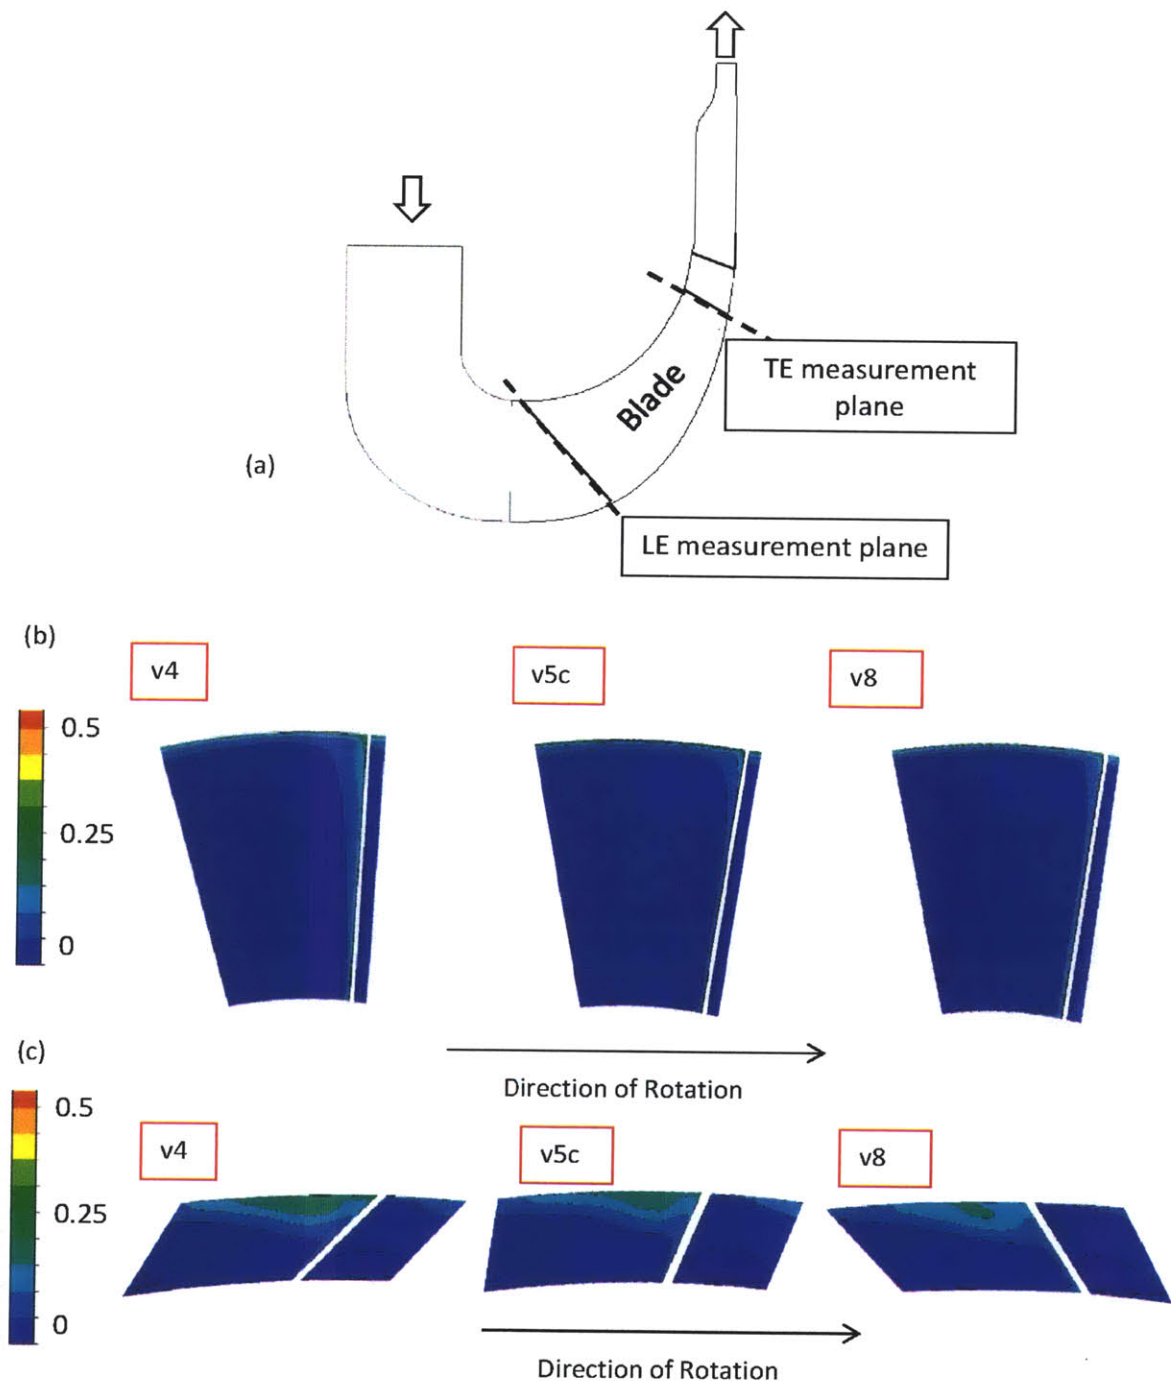 Blade
TE measurement
plane
(a)
LE measurement plane
(b)
v4
v5c
v8
0.5
0.25
0
(c)
Direction of Rotation
0.5
v4
v5c
v8
0.25
0
Direction of Rotation